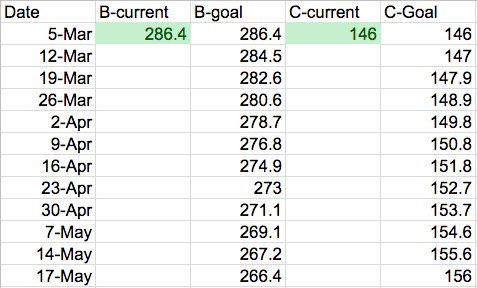 Date B-current B-goal C-current C-Goal
5-Mar 286.4 286.4 146 146
12-Mar 284.5 147
19-Mar 282.6 147.9
26-Mar 280.6 148.9
2-Apr 278.7 149.8
9-Apr 276.8 150.8
16-Apr 274.9 151.8
23-Apr 273 152.7
30-Apr 271.1 153.7
7-May 269.1 154.6
14-May 267.2 155.6
17-May 266.4 156